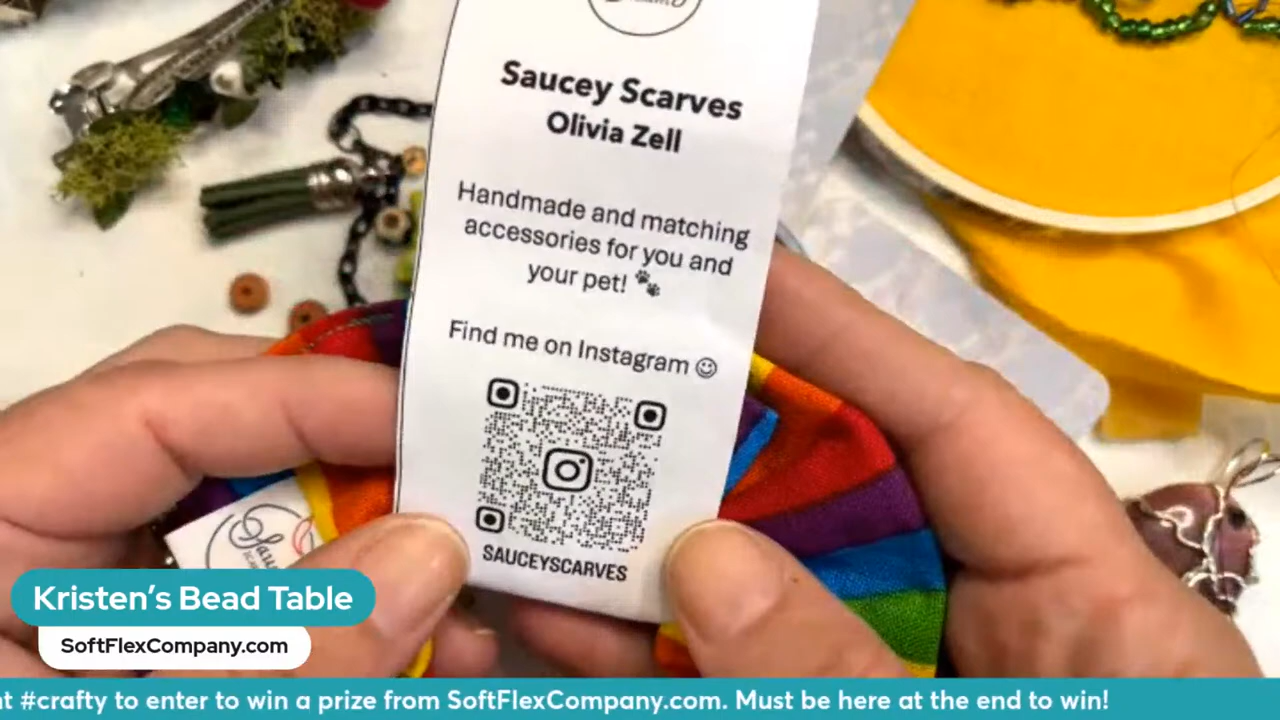 Saucey Scarves
Olivia Zell
Handmade and matching
accessories for you and
your pet! 🐾
Find me on Instagram ☺
SAUCEYSCARVES
Kristen's Bead Table
SoftFlexCompany.com
#crafty to enter to win a prize from SoftFlexCompany.com. Must be here at the end to win!